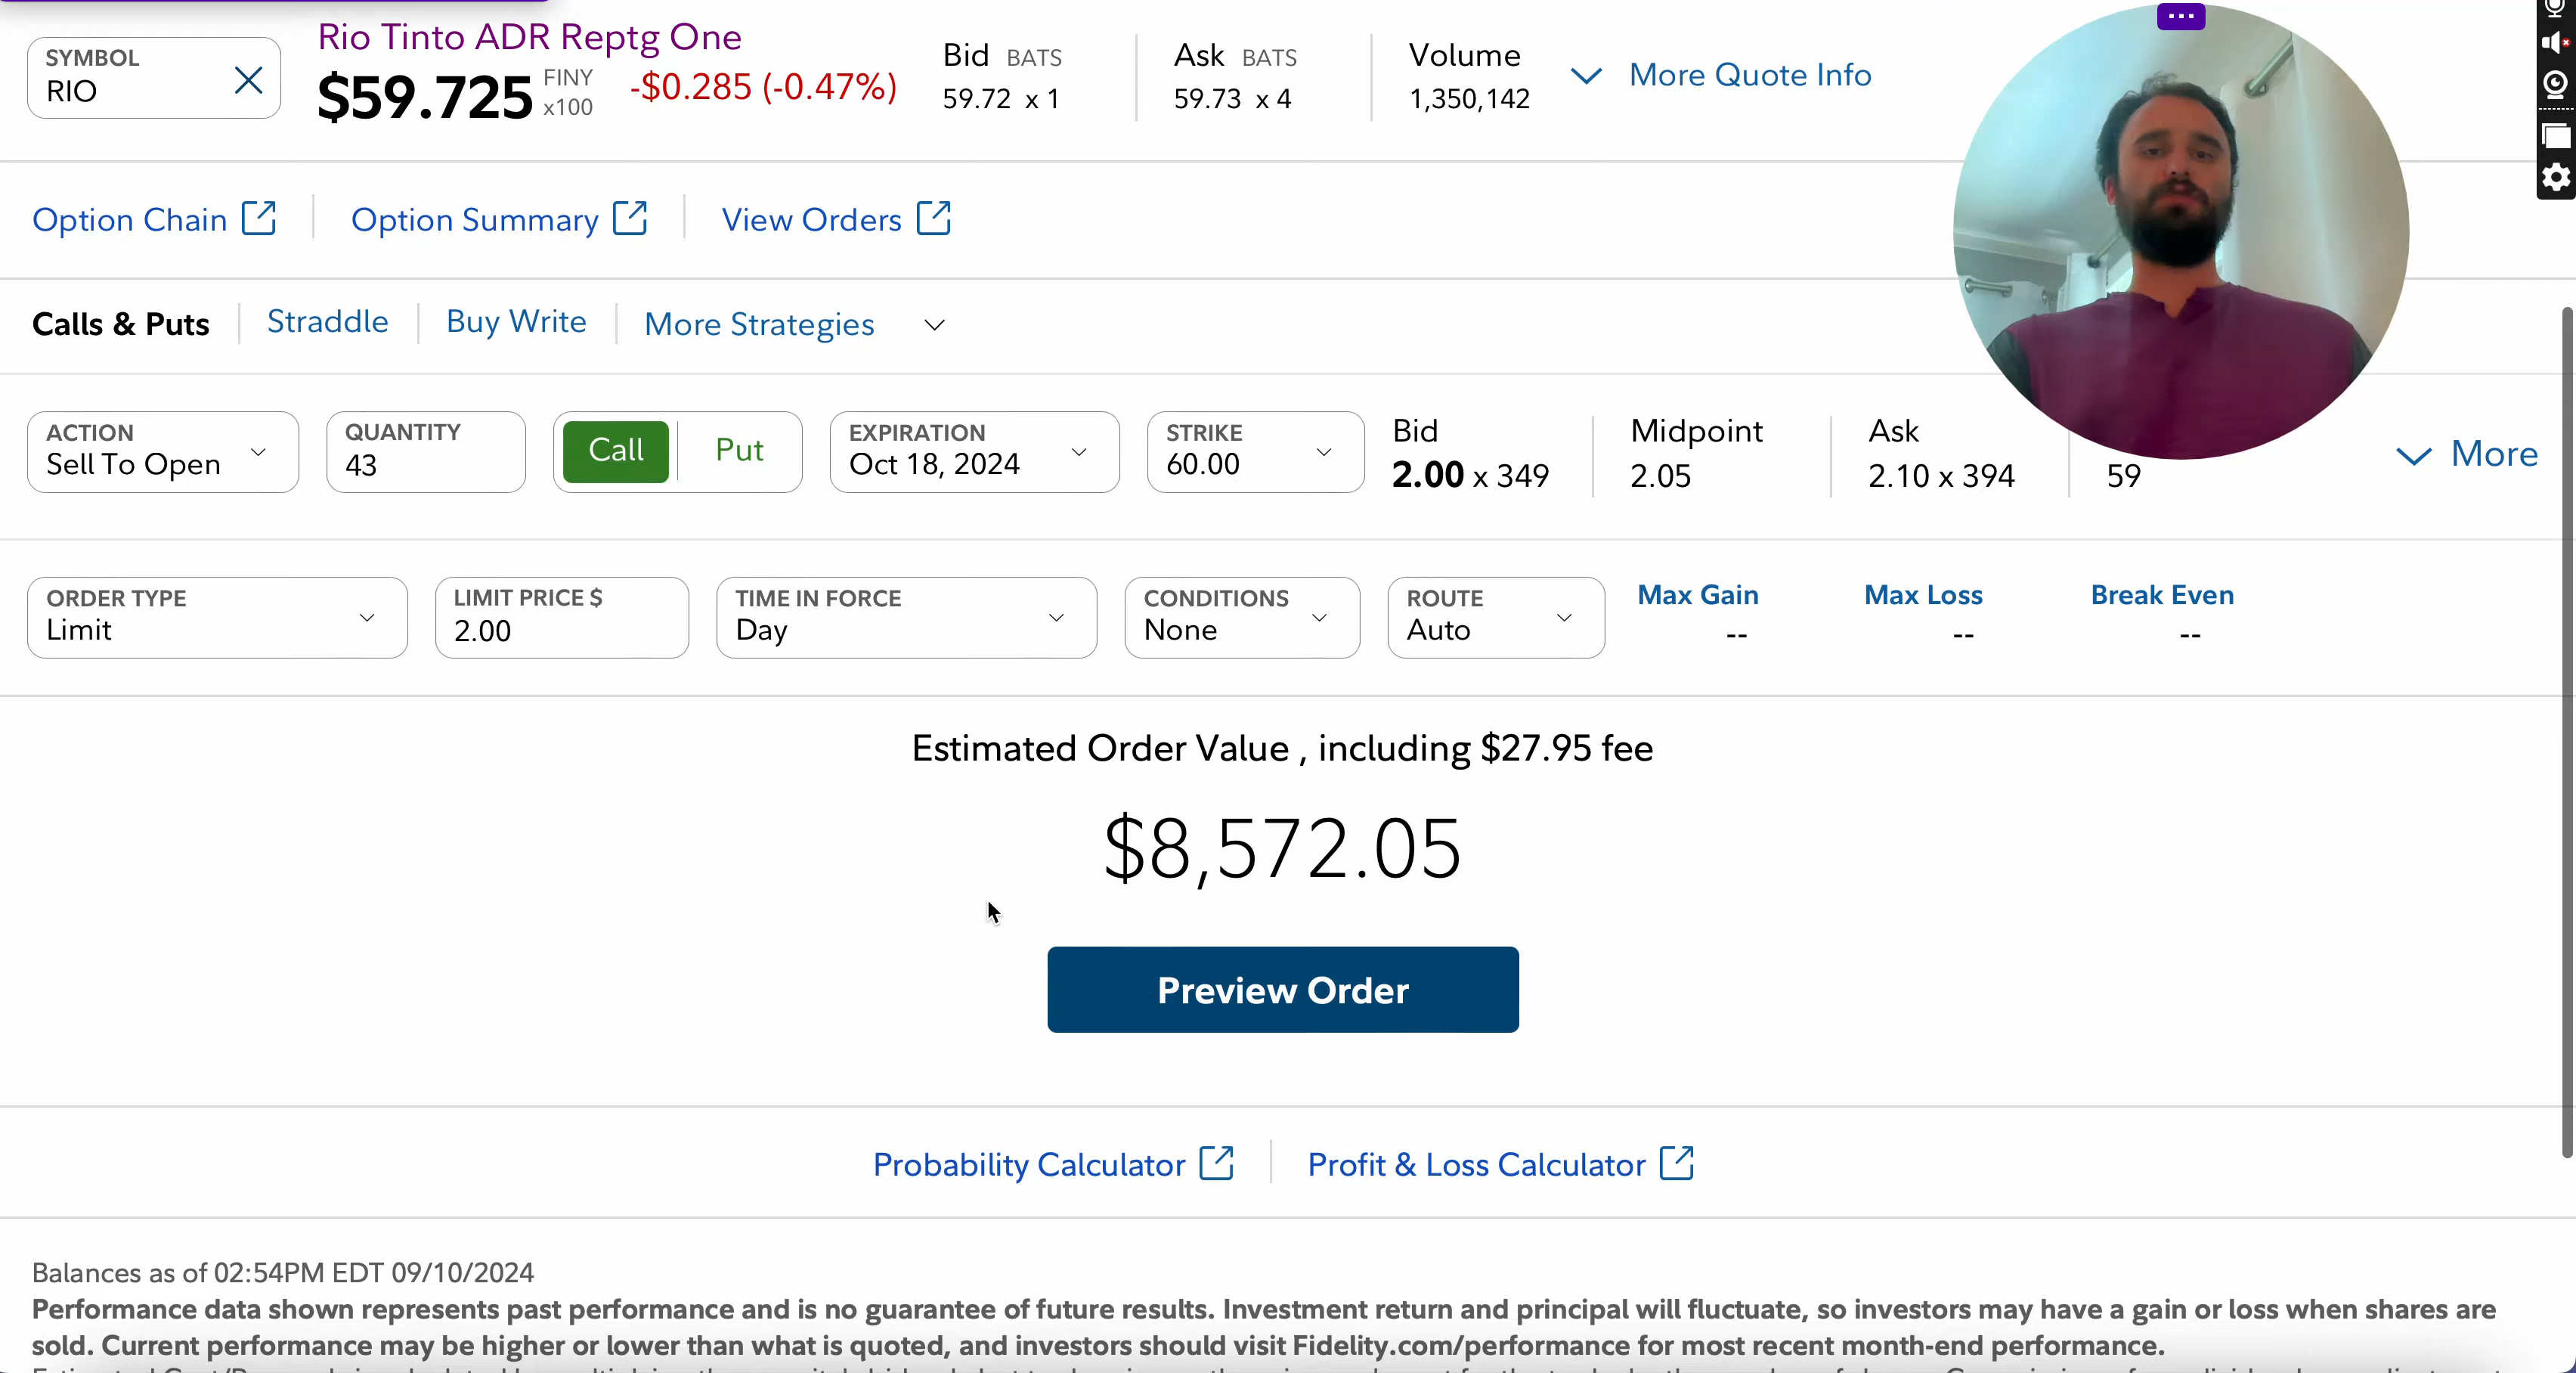 Rio Tinto ADR Reptg One
SYMBOL
RIO
$59.725
FINY
x100
-$0.285 (-0.47%)
Bid BATS
59.72 x 1
Ask BATS
59.73 x 4
Volume
1,350,142
More Quote Info
Option Chain
Option Summary
View Orders
Calls & Puts
Straddle
Buy Write
More Strategies
ACTION
Sell To Open
QUANTITY
43
Call
Put
EXPIRATION
Oct 18, 2024
STRIKE
60.00
Bid
2.00 x 349
Midpoint
2.05
Ask
2.10 x 394
59
More
ORDER TYPE
Limit
LIMIT PRICE $
2.00
TIME IN FORCE
Day
CONDITIONS
None
ROUTE
Auto
Max Gain
--
Max Loss
--
Break Even
--
Estimated Order Value , including $27.95 fee
$8,572.05
Preview Order
Probability Calculator
Profit & Loss Calculator
Balances as of 02:54PM EDT 09/10/2024
Performance data shown represents past performance and is no guarantee of future results. Investment return and principal will fluctuate, so investors may have a gain or loss when shares are
sold. Current performance may be higher or lower than what is quoted, and investors should visit Fidelity.com/performance for most recent month-end performance.